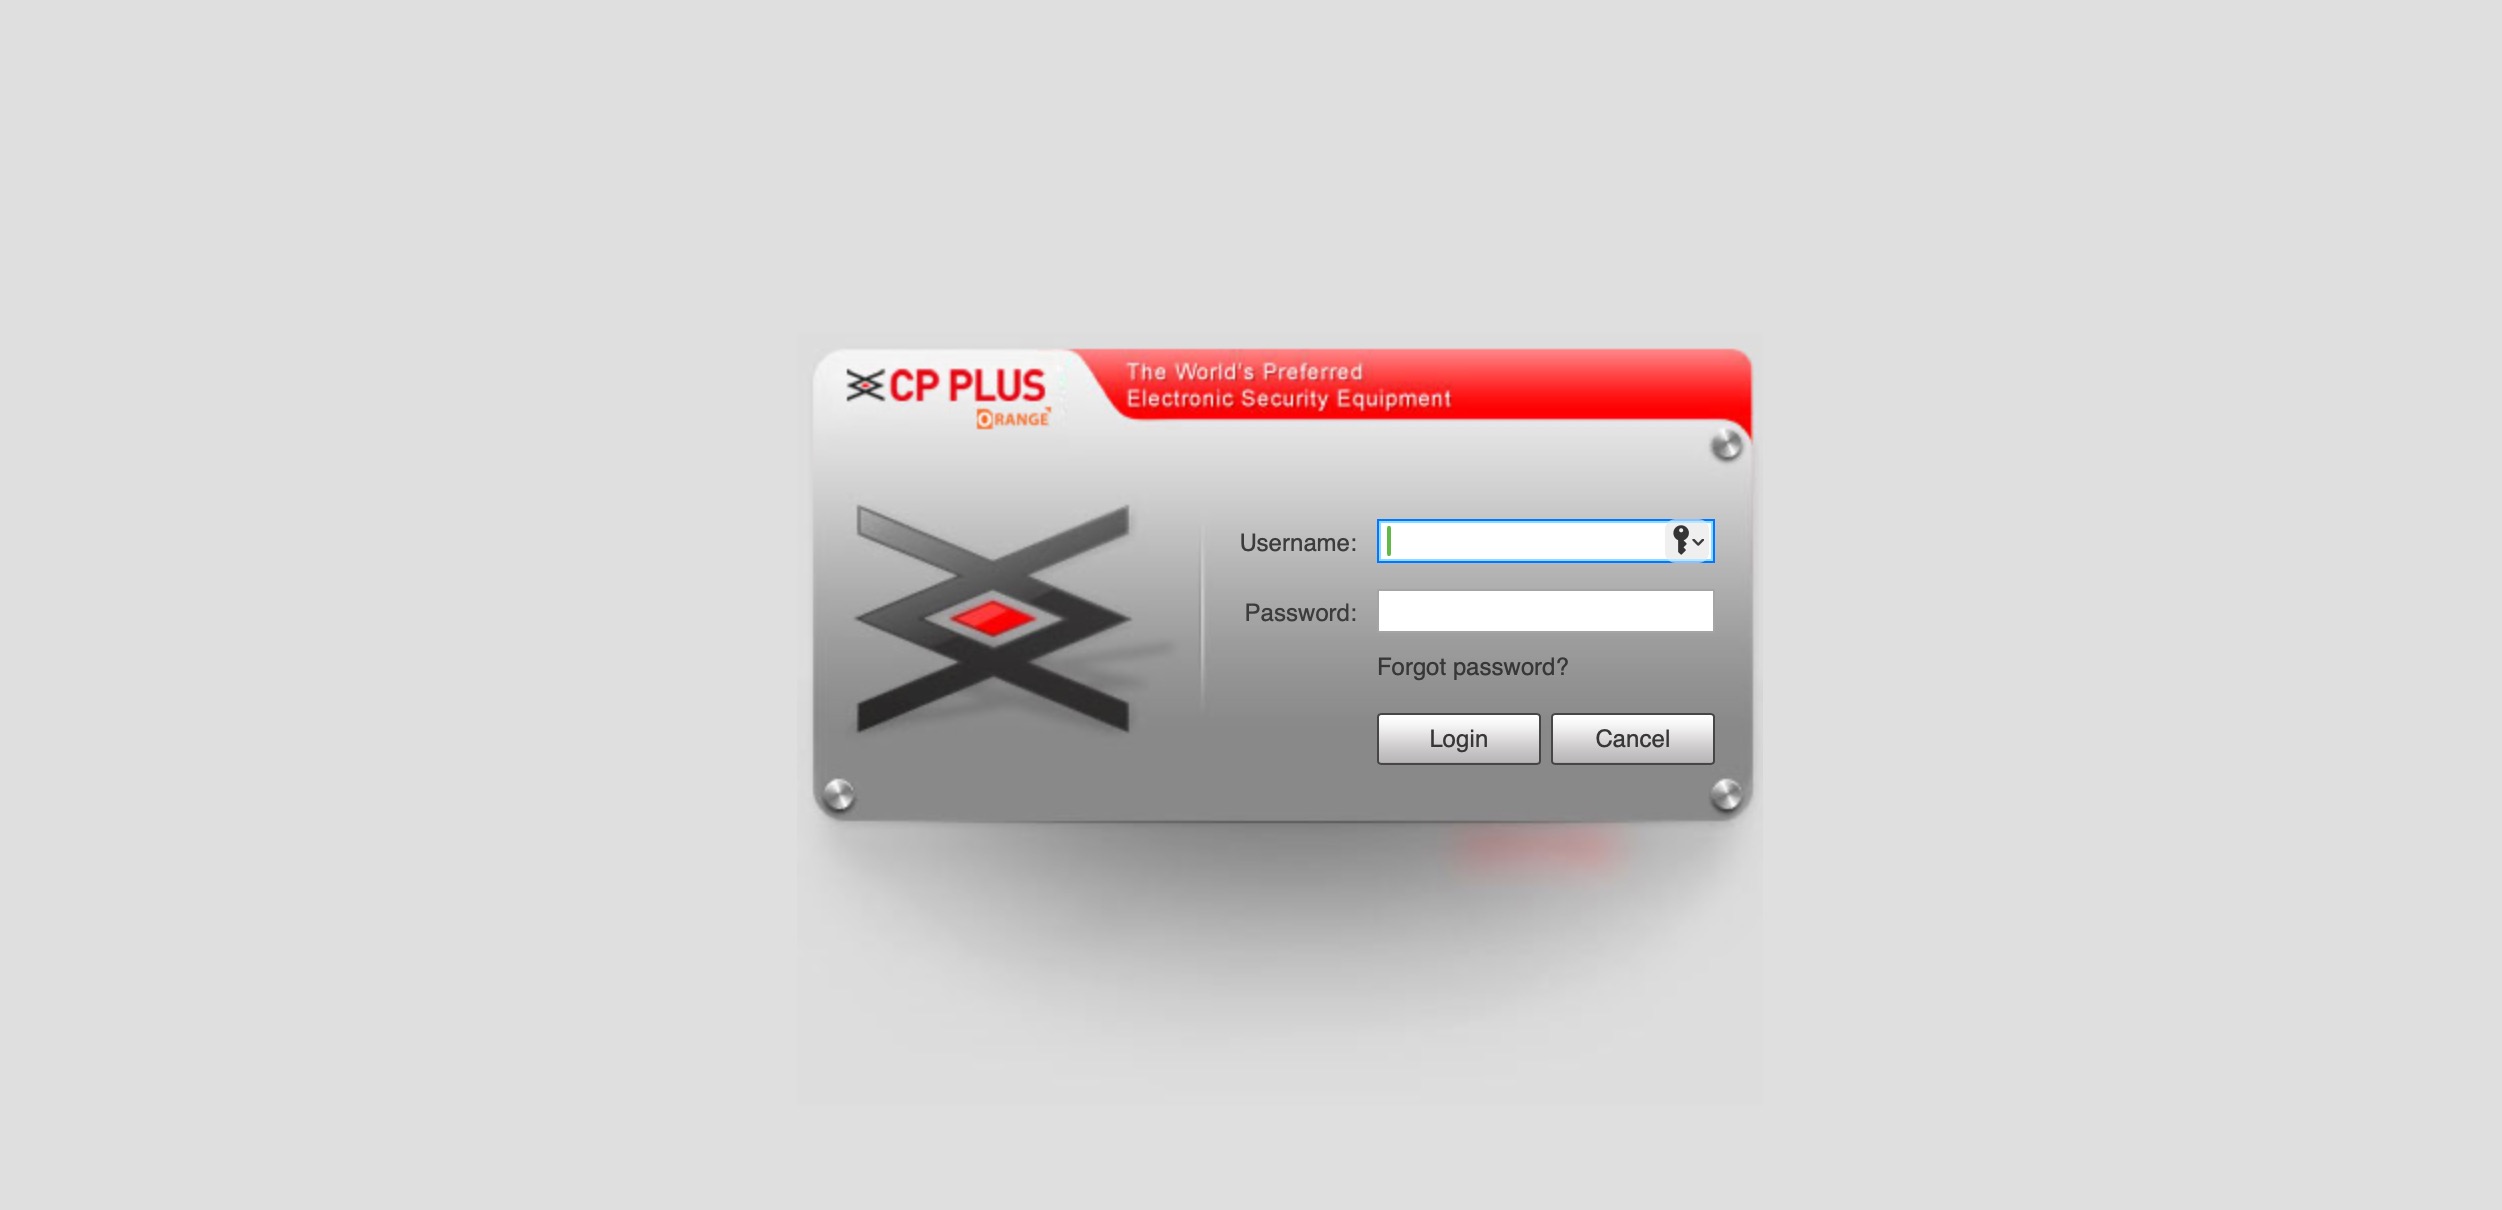 CP PLUS
ORANGE
The World's Preferred
Electronic Security Equipment
Username:
Password:
Forgot password?
Login
Cancel